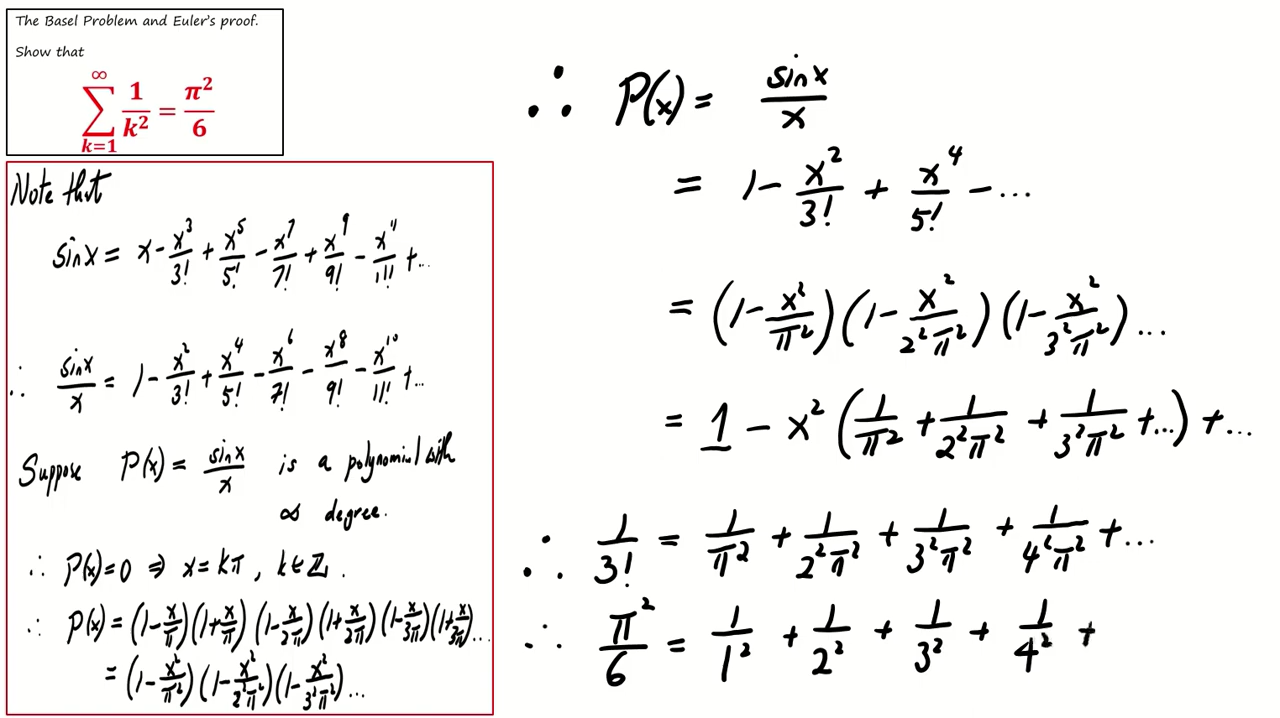 The Basel Problem and Euler's proof.
Show that
∑_{k=1}^{∞} 1/k² = π²/6
Note that
sinx = x - x³/3! + x⁵/5! - x⁷/7! + x⁹/9! - x¹¹/11! + ...
∴ sinx/x = 1 - x²/3! + x⁴/5! - x⁶/7! - x⁸/9! - x¹⁰/11! + ...
Suppose P(x) = sinx/x is a polynomial with
∞ degree.
∴ P(x)=0 ⇒ x = kπ, k∈ℤ.
∴ P(x) = (1-x/π)(1+x/π)(1-x/2π)(1+x/2π)(1-x/3π)(1+x/3π)...
= (1-x²/π²)(1-x²/2²π²)(1-x²/3²π²)...
∴ P(x) = sinx/x
= 1 - x²/3! + x⁴/5! - ...
= (1-x²/π²)(1-x²/2²π²)(1-x²/3²π²)...
= 1 - x²(1/π² + 1/2²π² + 1/3²π² + ...) + ...
∴ 1/3! = 1/π² + 1/2²π² + 1/3²π² + 1/4²π² + ...
∴ π²/6 = 1/1² + 1/2² + 1/3² + 1/4² +